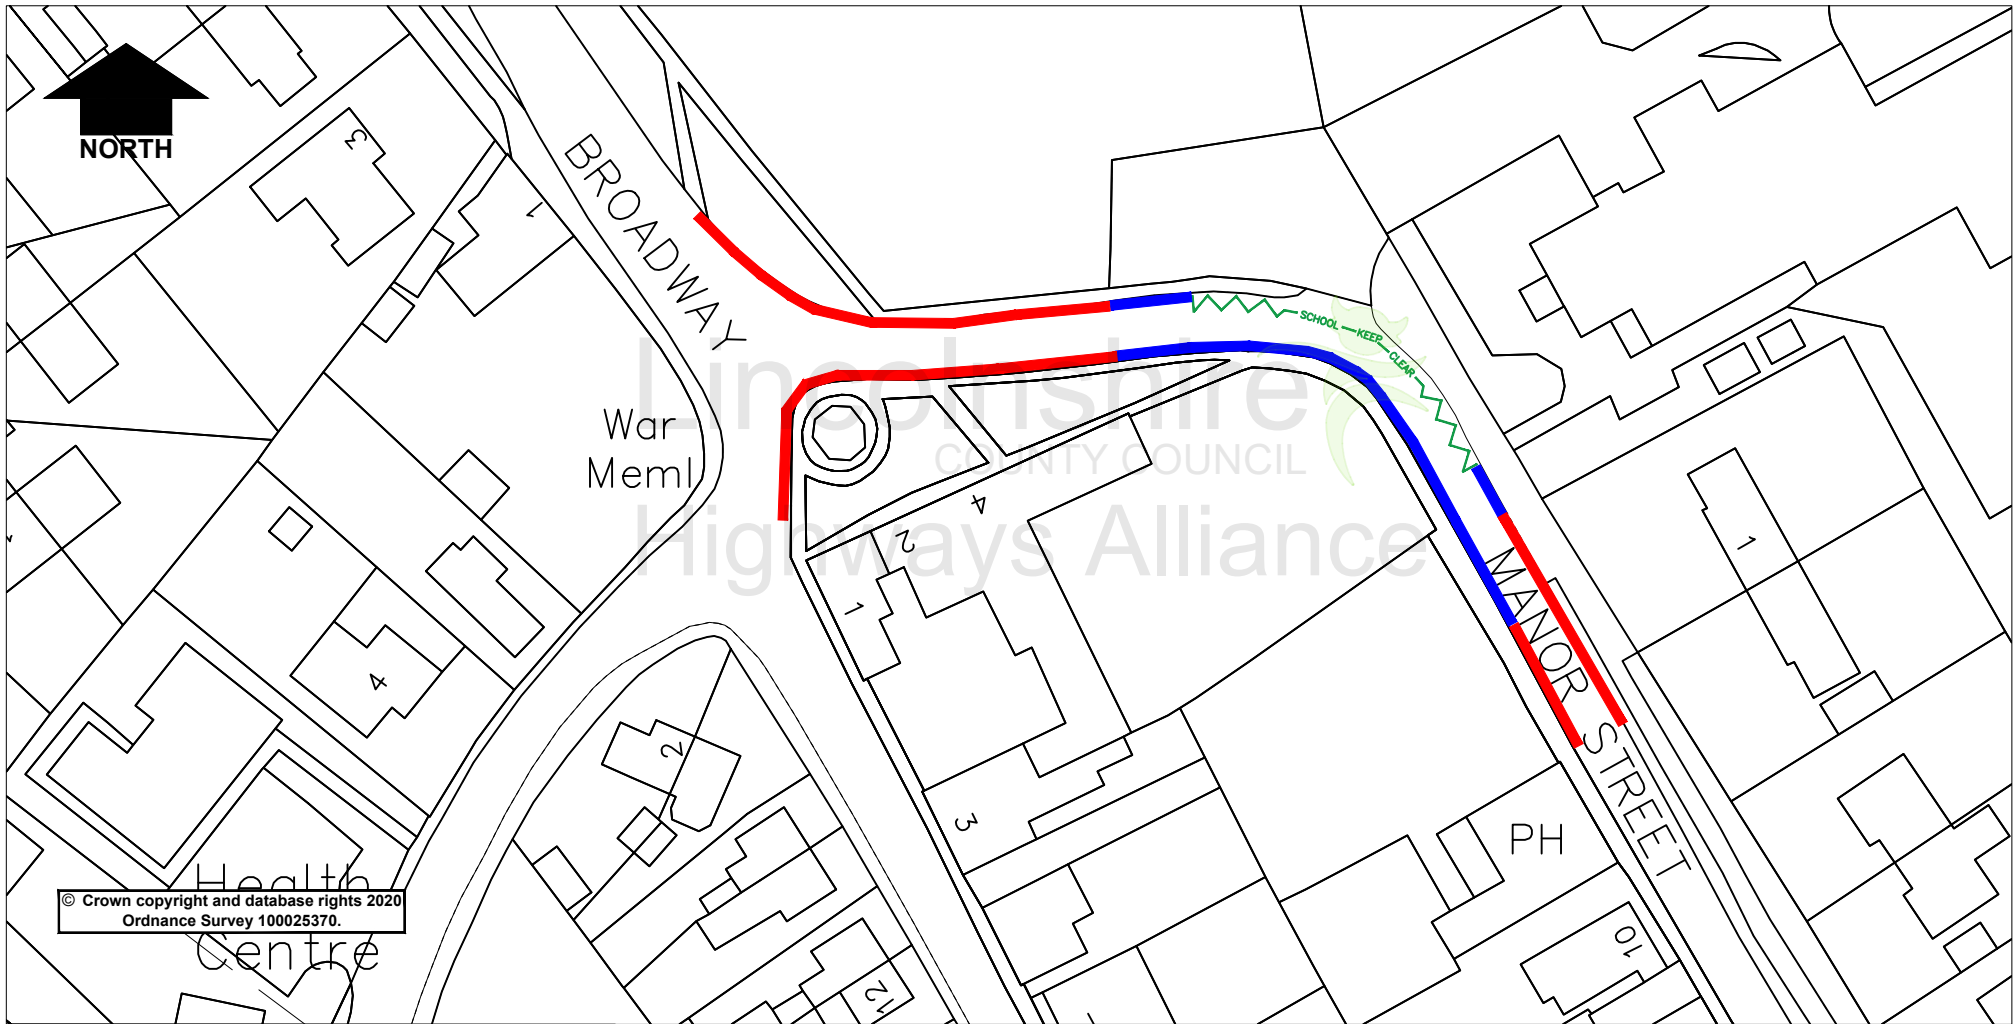 NORTH
3
1
BROADWAY
SCHOOL KEEP CLEAR
Lincolnshire
COUNTY COUNCIL
Highways Alliance
War
Meml
4
2
1
1
MANOR STREET
4
2
3
PH
Health
© Crown copyright and database rights 2020
Ordnance Survey 100025370.
Centre
10
12